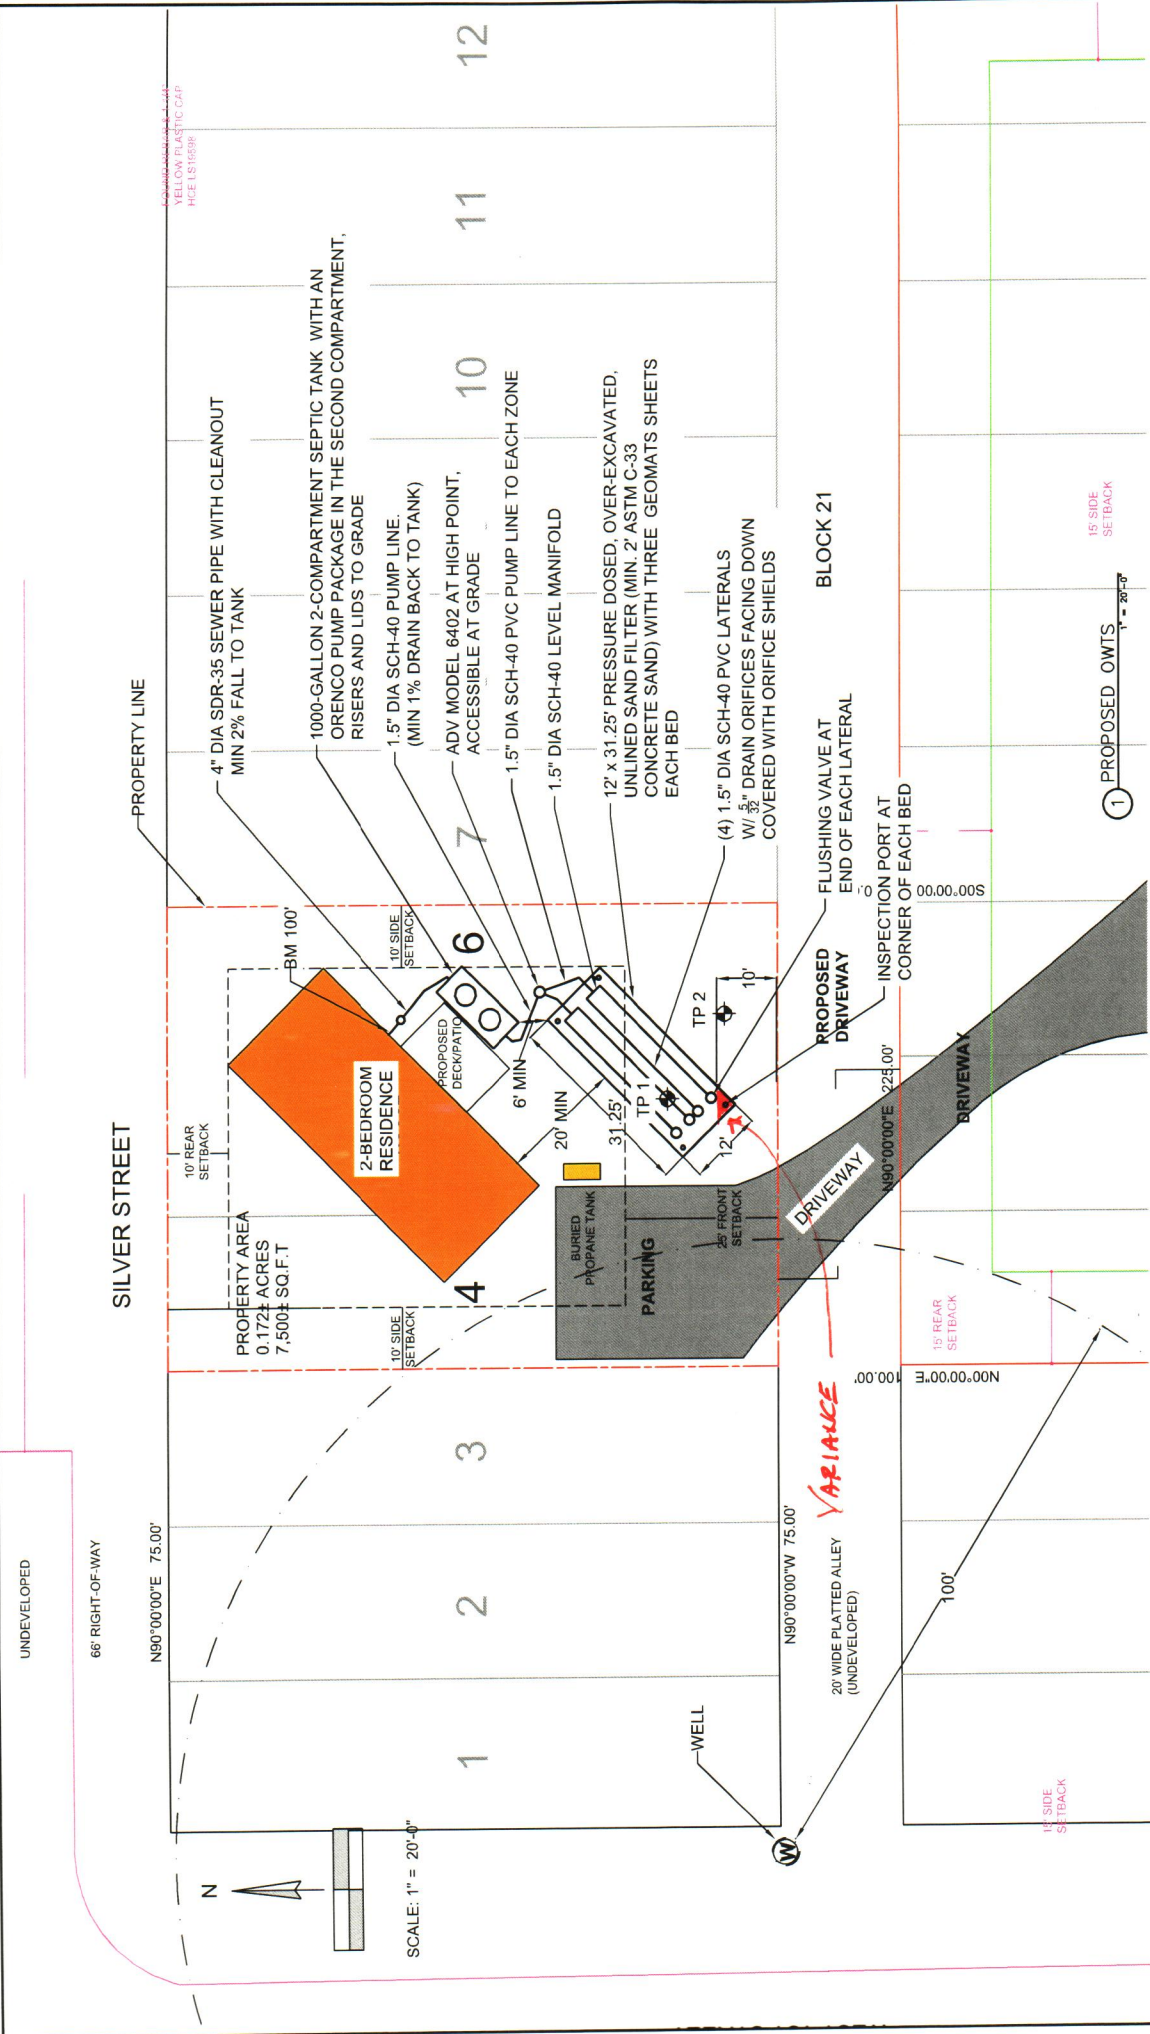 UNDEVELOPED
66' RIGHT-OF-WAY
SILVER STREET
YELLOW PLASTIC CAP
HCE LS19598
N90°00'00"E 75.00'
PROPERTY LINE
4" DIA SDR-35 SEWER PIPE WITH CLEANOUT
MIN 2% FALL TO TANK
1000-GALLON 2-COMPARTMENT SEPTIC TANK WITH AN
ORENCO PUMP PACKAGE IN THE SECOND COMPARTMENT,
RISERS AND LIDS TO GRADE
1.5" DIA SCH-40 PUMP LINE.
(MIN 1% DRAIN BACK TO TANK)
ADV MODEL 6402 AT HIGH POINT,
ACCESSIBLE AT GRADE
1.5" DIA SCH-40 PVC PUMP LINE TO EACH ZONE
1.5" DIA SCH-40 LEVEL MANIFOLD
12' x 31.25' PRESSURE DOSED, OVER-EXCAVATED,
UNLINED SAND FILTER (MIN. 2' ASTM C-33
CONCRETE SAND) WITH THREE GEOMATS SHEETS
EACH BED
(4) 1.5" DIA SCH-40 PVC LATERALS
W/ 5/32" DRAIN ORIFICES FACING DOWN
COVERED WITH ORIFICE SHIELDS
FLUSHING VALVE AT
END OF EACH LATERAL
INSPECTION PORT AT
CORNER OF EACH BED
N
SCALE: 1" = 20'-0"
PROPERTY AREA
0.172± ACRES
7,500± SQ.F.T
10' REAR
SETBACK
BM 100'
2-BEDROOM
RESIDENCE
PROPOSED
DECK/PATIO
10' SIDE
SETBACK
10' SIDE
SETBACK
1
2
3
4
6
7
10
11
12
6' MIN
20' MIN
31.25'
12'
10'
TP 1
TP 2
BURIED
PROPANE TANK
PARKING
25' FRONT
SETBACK
WELL
W
N90°00'00"W 75.00'
VARIANCE
DRIVEWAY
PROPOSED
DRIVEWAY
BLOCK 21
20' WIDE PLATTED ALLEY
(UNDEVELOPED)
N90°00'00"E 225.00'
N00°00'00"E 100.00'
S00°00'00
DRIVEWAY
100'
15' REAR
SETBACK
15' SIDE
SETBACK
15' SIDE
SETBACK
1 PROPOSED OWTS
1" = 20'-0"